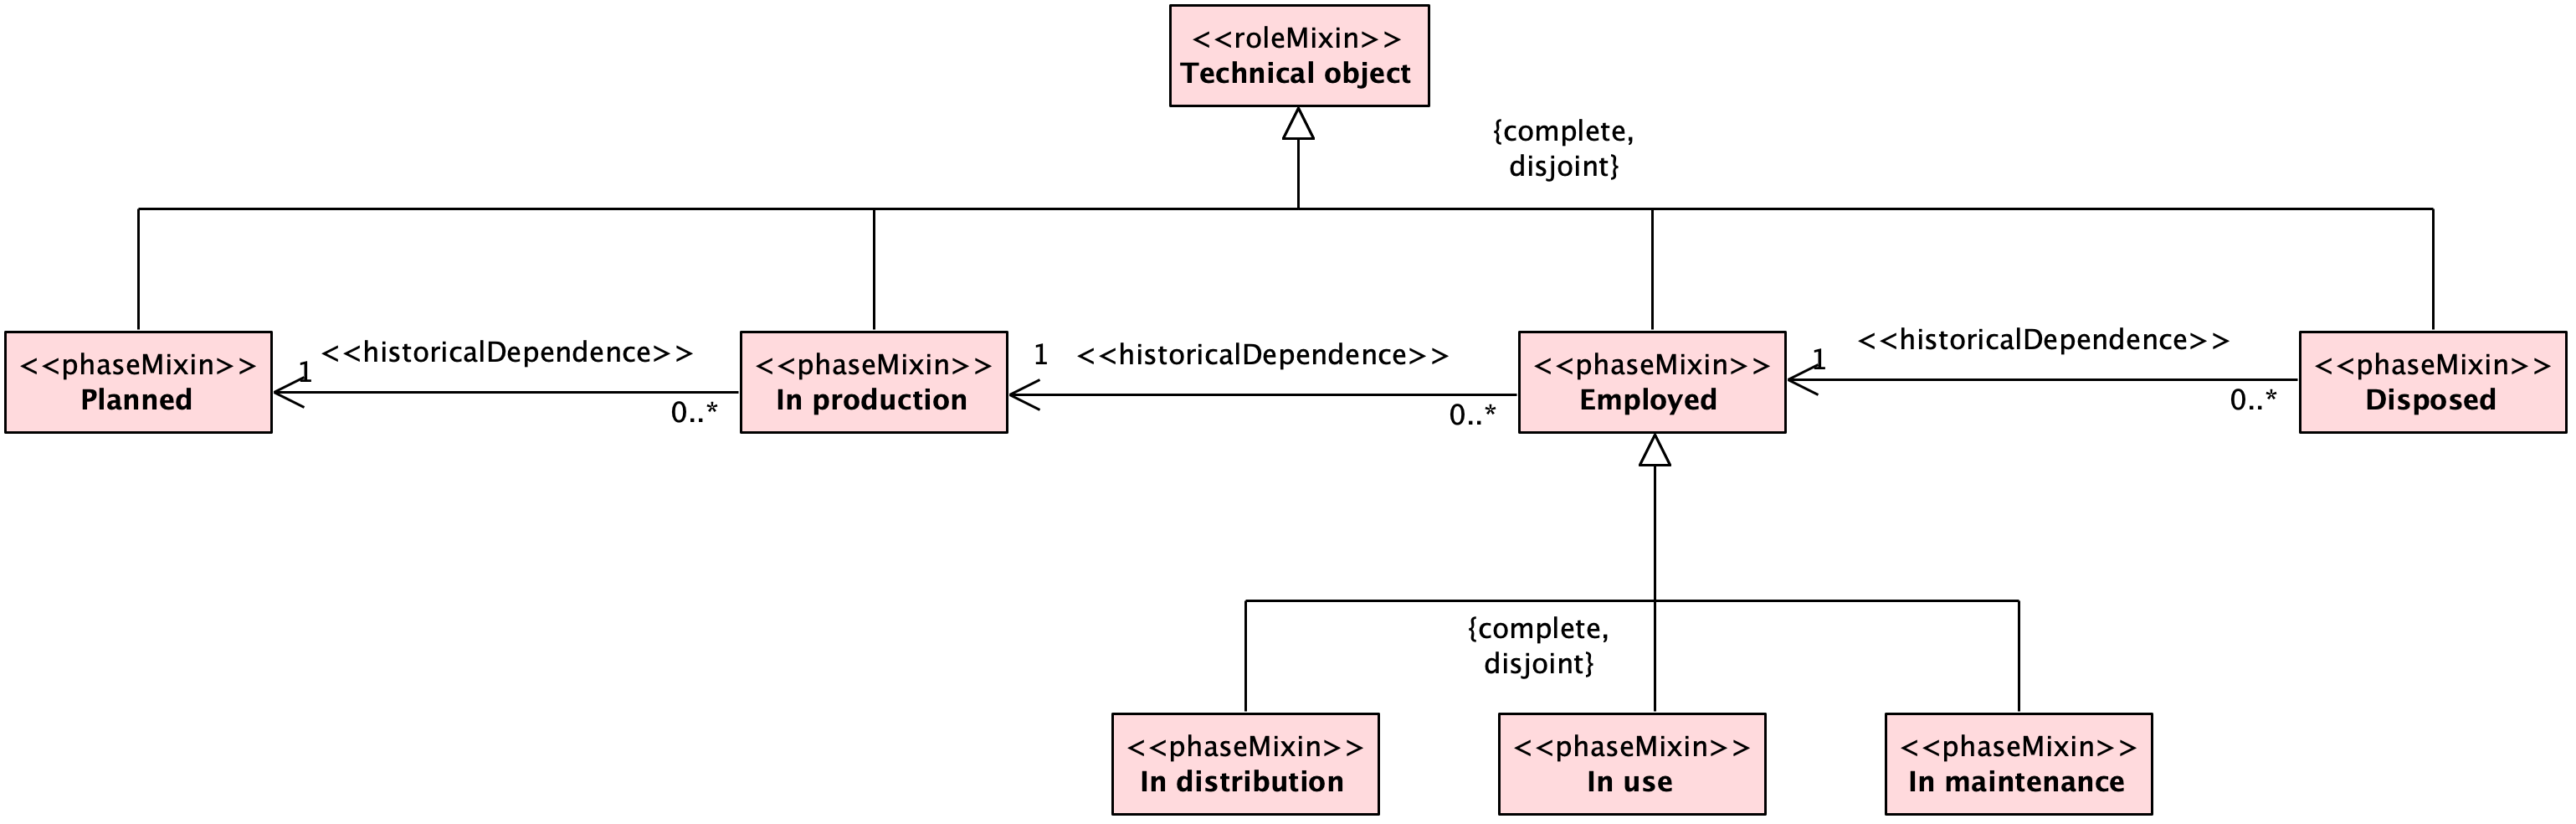 <<roleMixin>>
Technical object
{complete,
disjoint}
<<phaseMixin>>
Planned
1
<<historicalDependence>>
0..*
<<phaseMixin>>
In production
1
<<historicalDependence>>
0..*
<<phaseMixin>>
Employed
1
<<historicalDependence>>
0..*
<<phaseMixin>>
Disposed
{complete,
disjoint}
<<phaseMixin>>
In distribution
<<phaseMixin>>
In use
<<phaseMixin>>
In maintenance